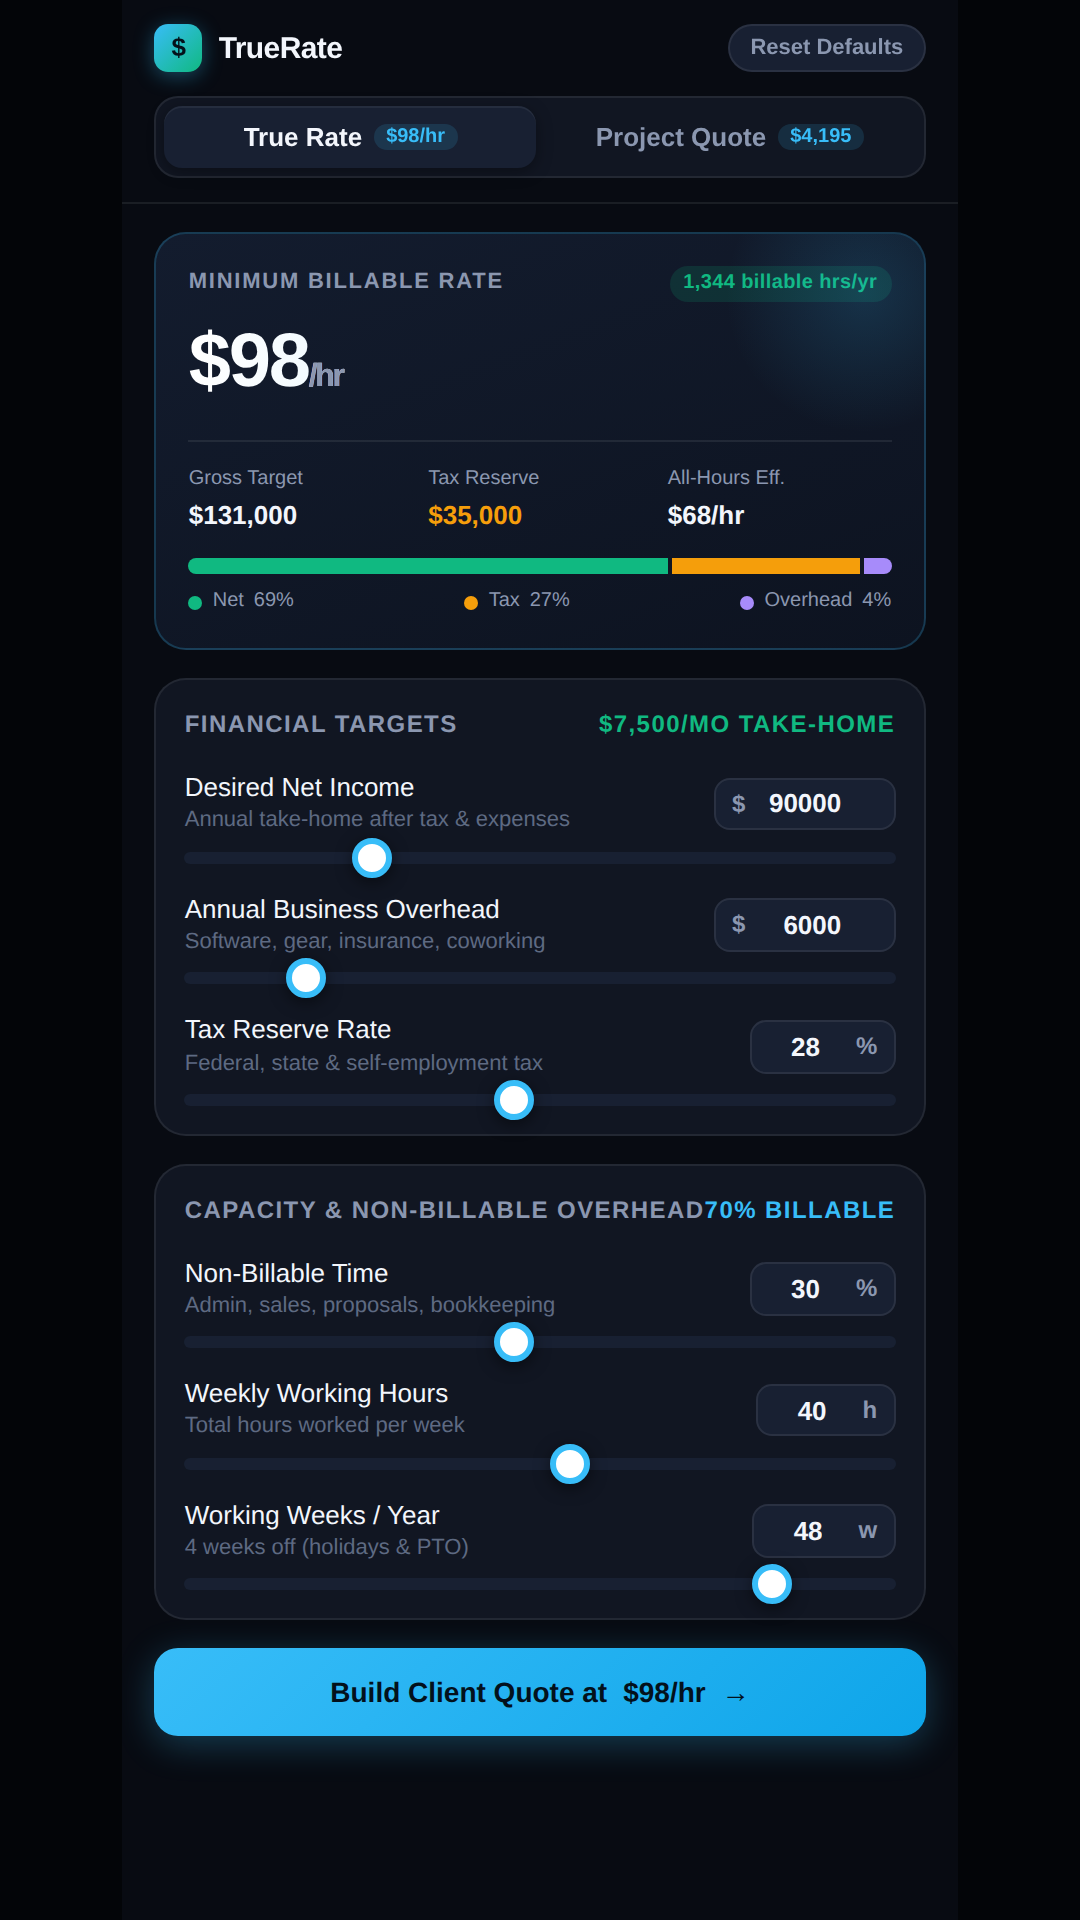 $ TrueRate Reset Defaults
True Rate $98/hr Project Quote $4,195
MINIMUM BILLABLE RATE 1,344 billable hrs/yr
$98/hr
Gross Target Tax Reserve All-Hours Eff.
$131,000 $35,000 $68/hr
Net 69% Tax 27% Overhead 4%
FINANCIAL TARGETS $7,500/MO TAKE-HOME
Desired Net Income
Annual take-home after tax & expenses
$ 90000
Annual Business Overhead
Software, gear, insurance, coworking
$ 6000
Tax Reserve Rate
Federal, state & self-employment tax
28 %
CAPACITY & NON-BILLABLE OVERHEAD 70% BILLABLE
Non-Billable Time
Admin, sales, proposals, bookkeeping
30 %
Weekly Working Hours
Total hours worked per week
40 h
Working Weeks / Year
4 weeks off (holidays & PTO)
48 w
Build Client Quote at $98/hr →